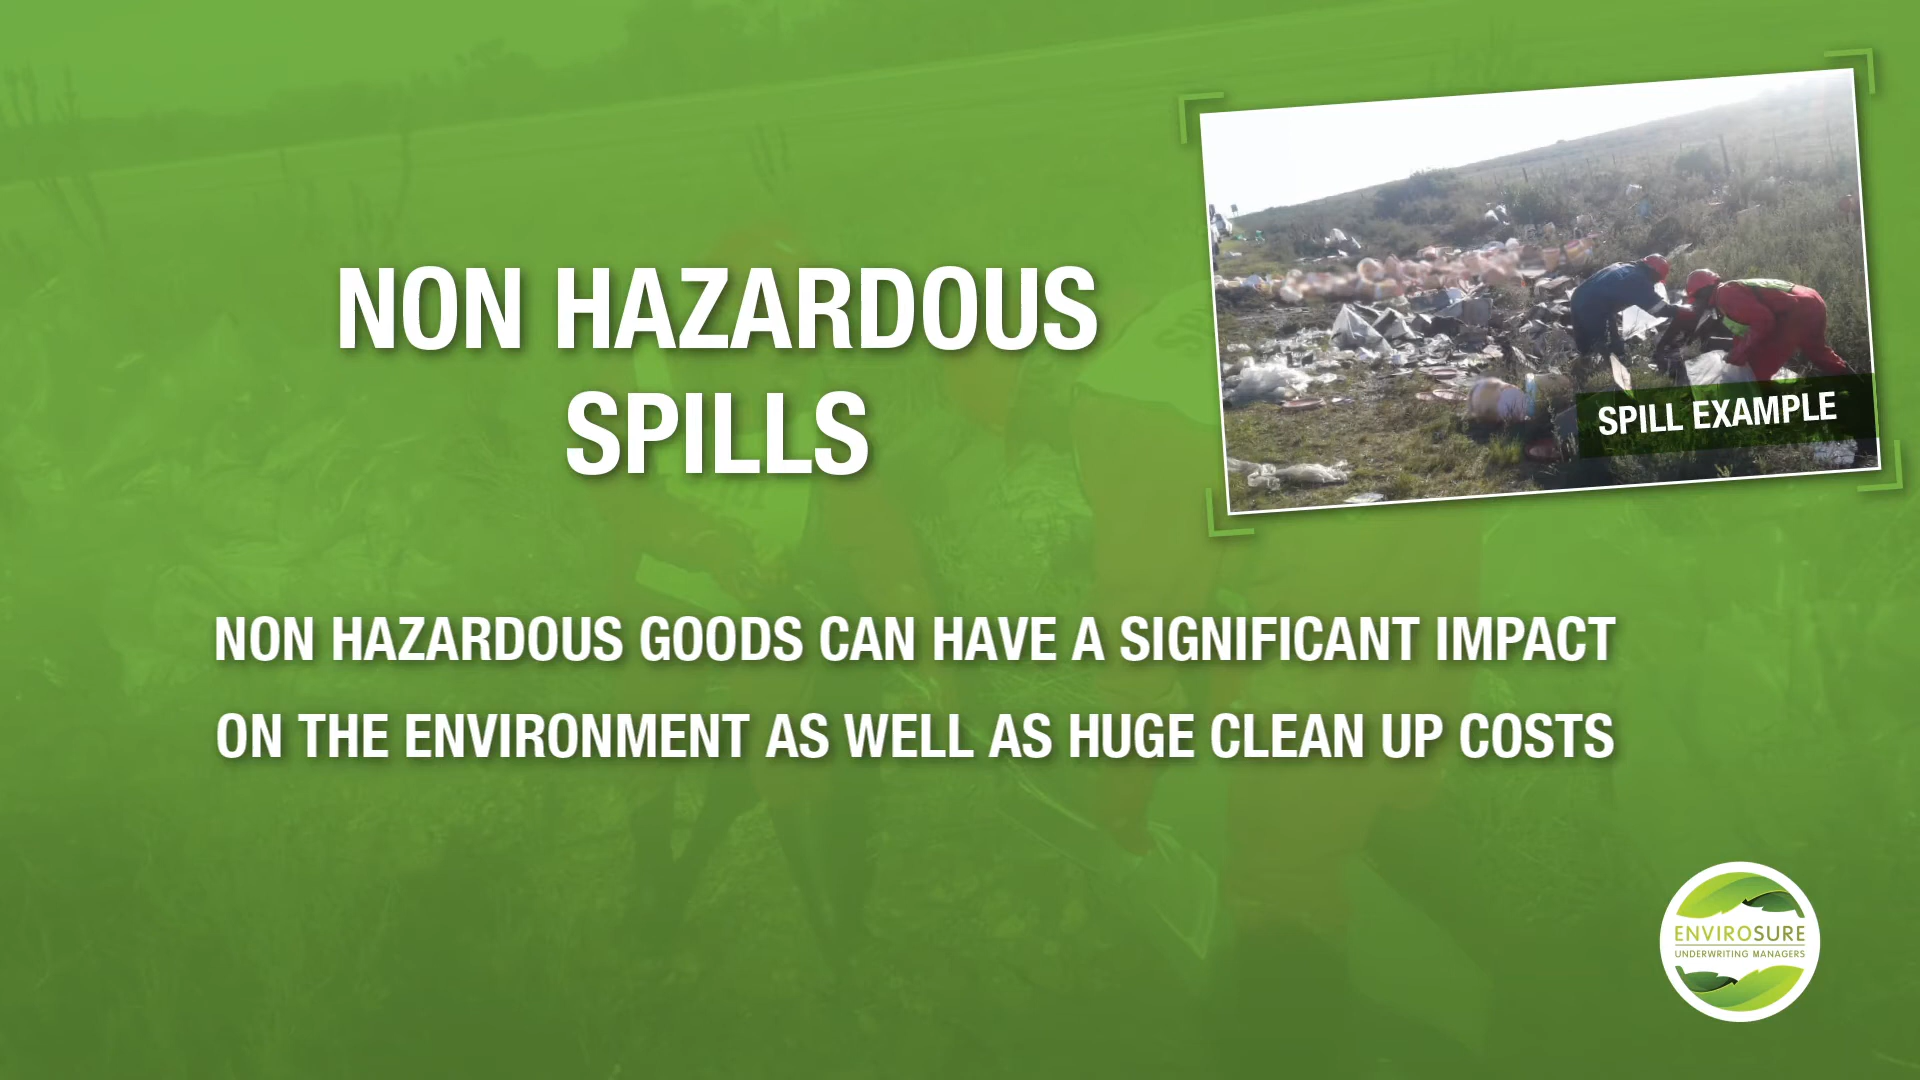 NON HAZARDOUS
SPILLS
SPILL EXAMPLE
NON HAZARDOUS GOODS CAN HAVE A SIGNIFICANT IMPACT
ON THE ENVIRONMENT AS WELL AS HUGE CLEAN UP COSTS
ENVIROSURE
UNDERWRITING MANAGERS